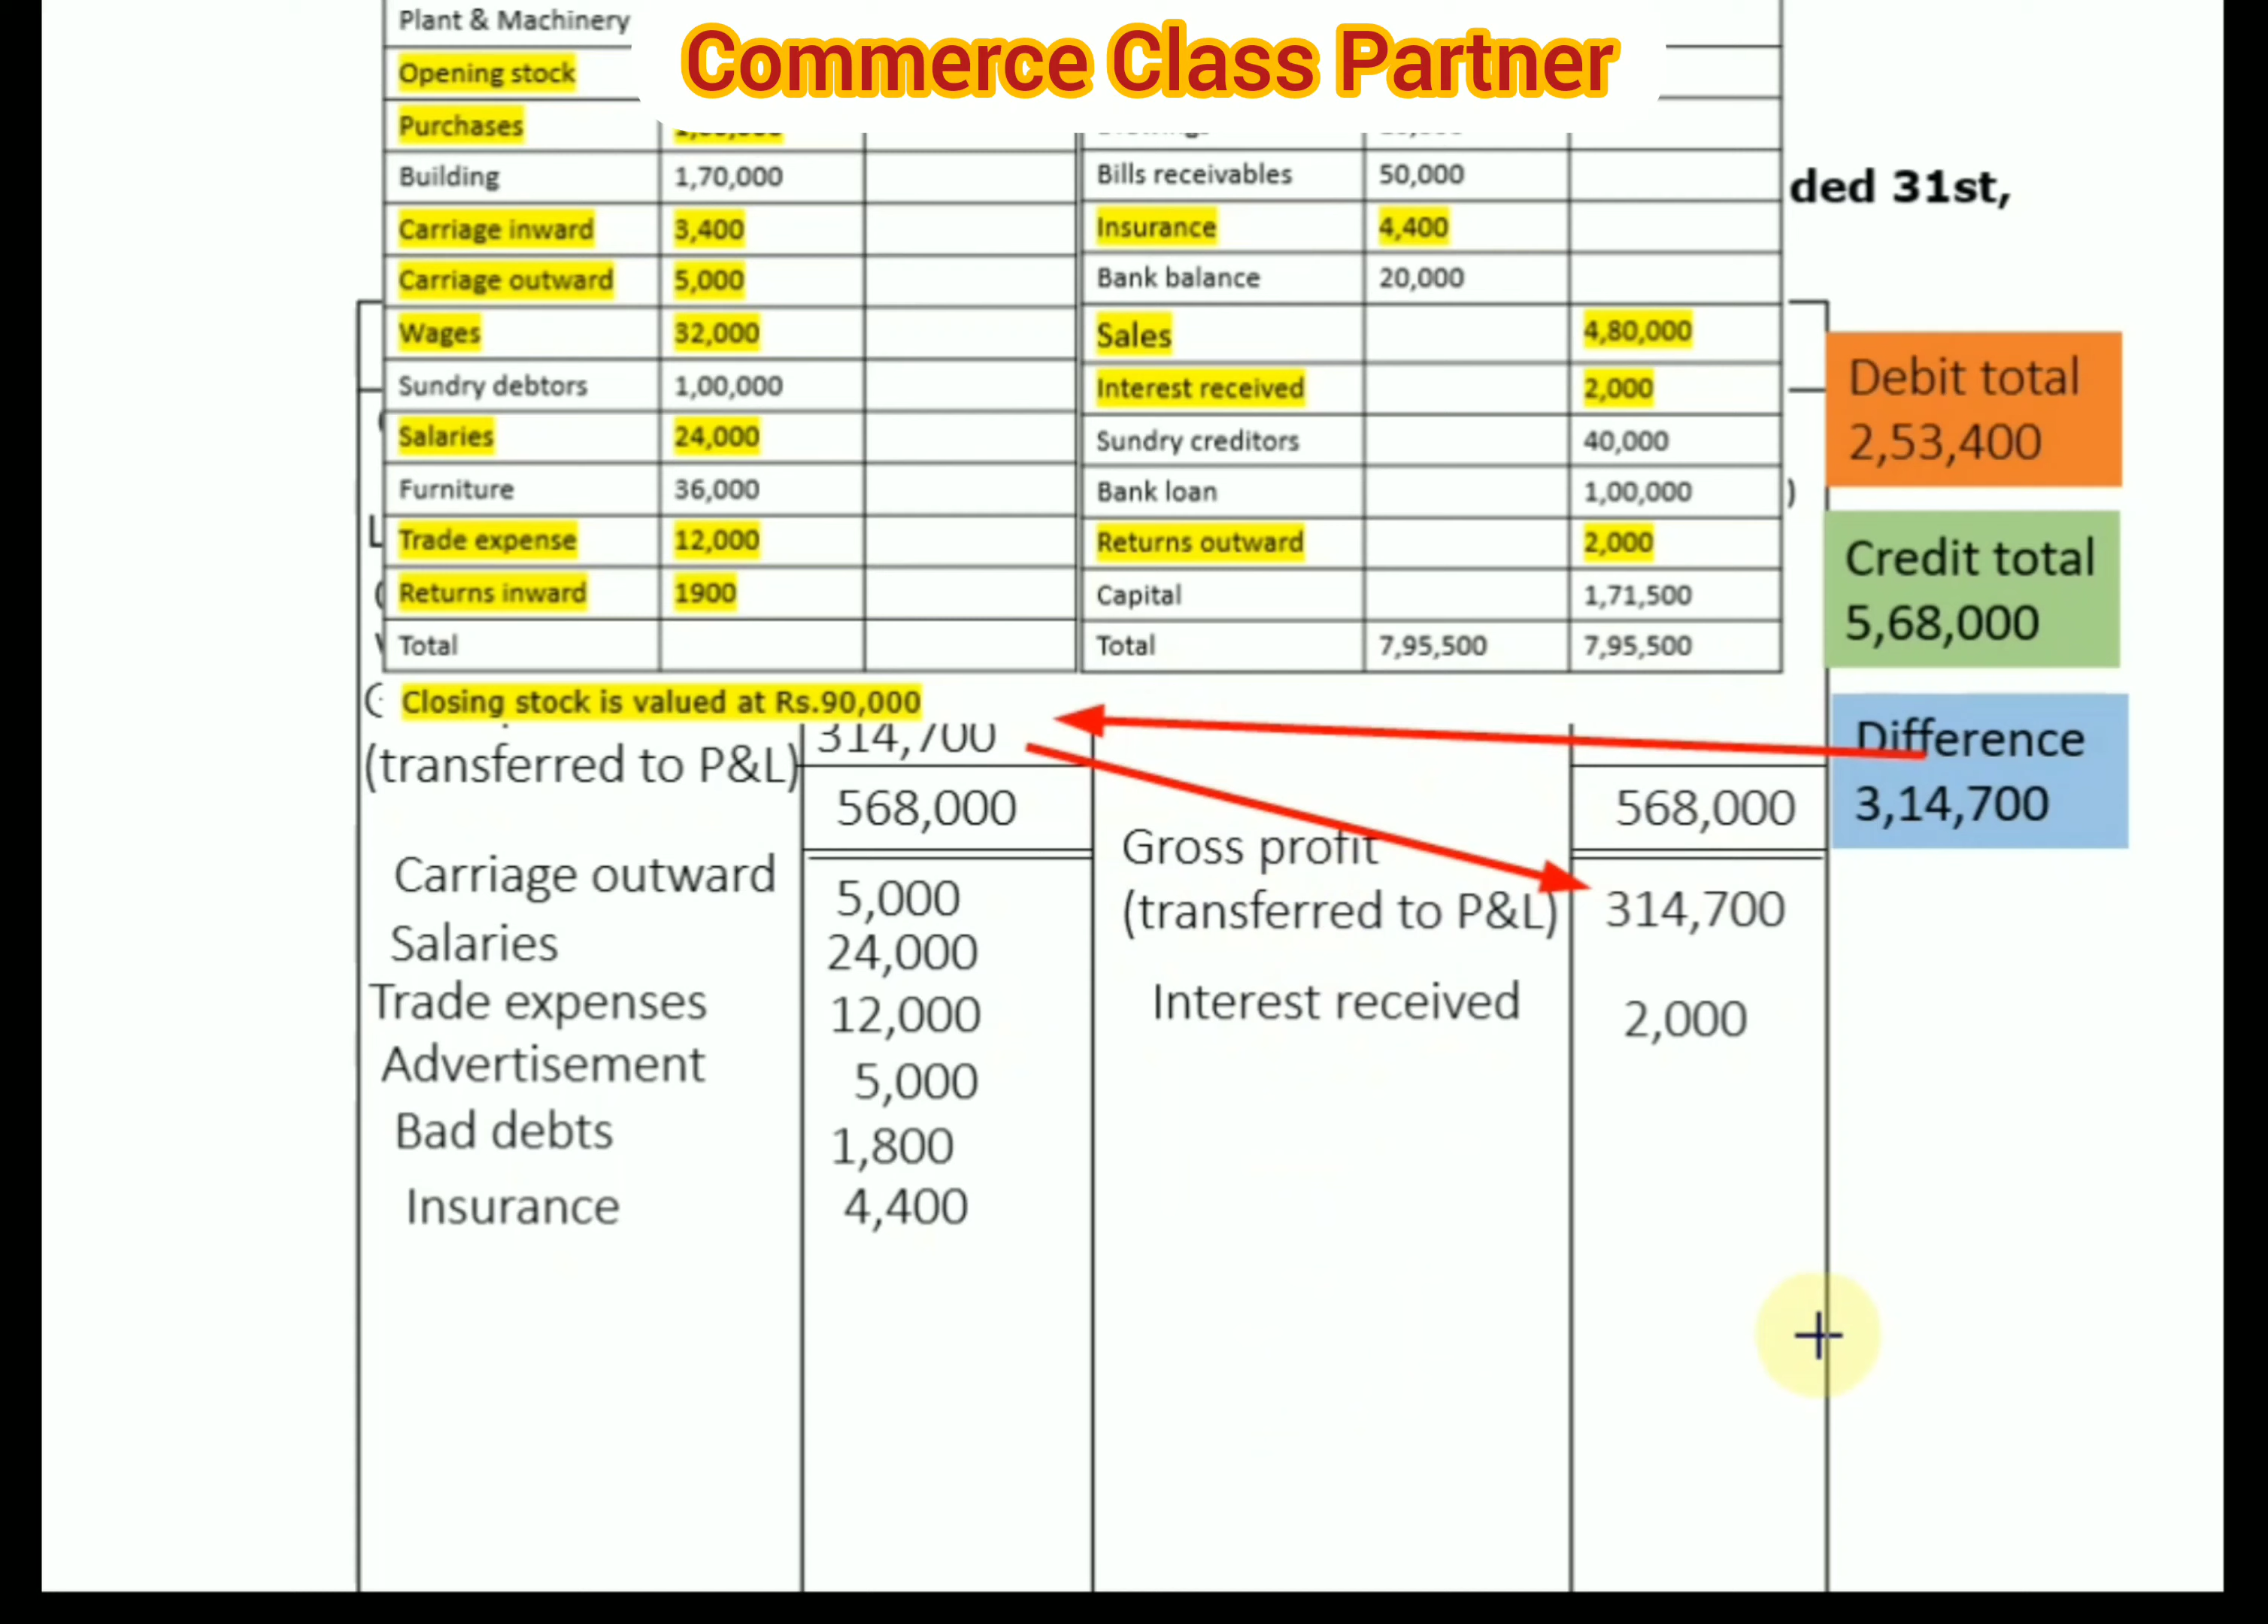 Commerce Class Partner
Plant & Machinery
Opening stock
Purchases
Building 1,70,000
Carriage inward 3,400
Carriage outward 5,000
Wages 32,000
Sundry debtors 1,00,000
Salaries 24,000
Furniture 36,000
Trade expense 12,000
Returns inward 1900
Total
Bills receivables 50,000
Insurance 4,400
Bank balance 20,000
Sales 4,80,000
Interest received 2,000
Sundry creditors 40,000
Bank loan 1,00,000
Returns outward 2,000
Capital 1,71,500
Total 7,95,500 7,95,500
ded 31st,
Debit total
2,53,400
Credit total
5,68,000
Difference
3,14,700
)
L
Closing stock is valued at Rs.90,000
314,700
(transferred to P&L)
568,000 568,000
Carriage outward 5,000
Salaries 24,000
Trade expenses 12,000
Advertisement 5,000
Bad debts 1,800
Insurance 4,400
Gross profit
(transferred to P&L) 314,700
Interest received 2,000